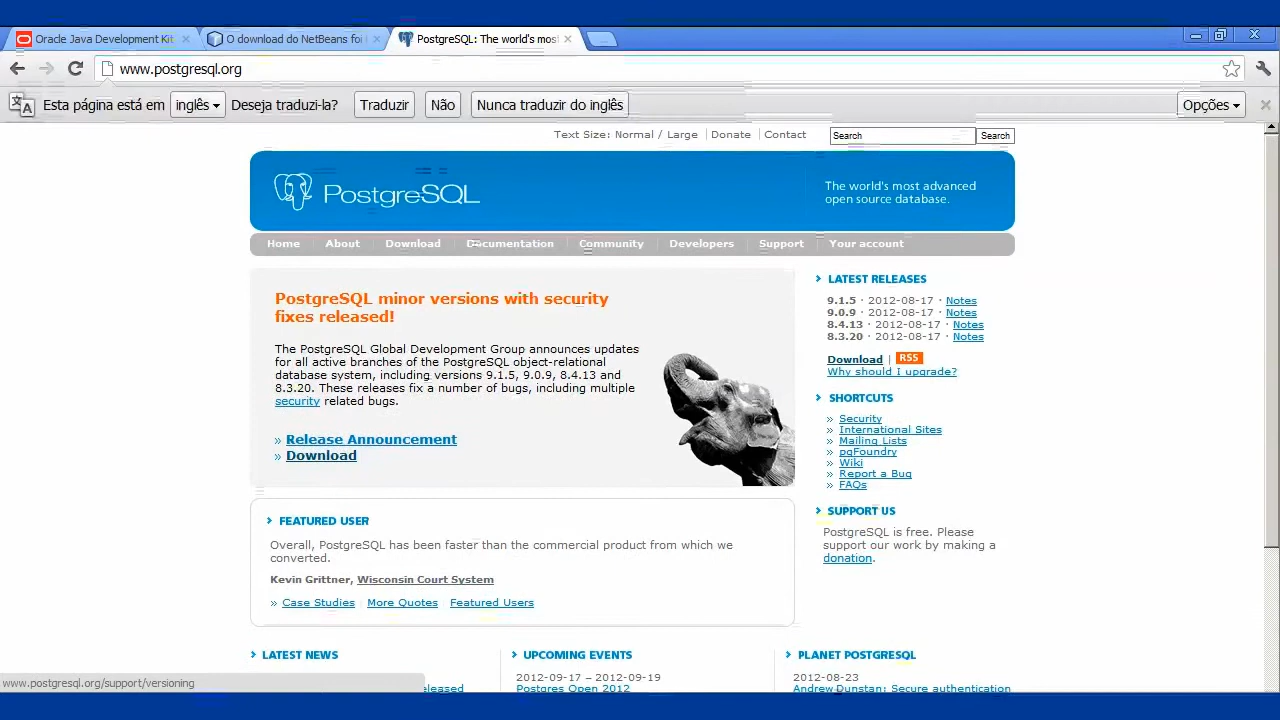 Oracle Java Development Kit
O download do NetBeans foi i
PostgreSQL: The world's mos
www.postgresql.org
Esta página está em inglês Deseja traduzi-la? Traduzir Não Nunca traduzir do inglês Opções
Text Size: Normal / Large Donate Contact Search Search
PostgreSQL
The world's most advanced
open source database.
Home About Download Documentation Community Developers Support Your account
PostgreSQL minor versions with security
fixes released!
The PostgreSQL Global Development Group announces updates
for all active branches of the PostgreSQL object-relational
database system, including versions 9.1.5, 9.0.9, 8.4.13 and
8.3.20. These releases fix a number of bugs, including multiple
security related bugs.
» Release Announcement
» Download
LATEST RELEASES
9.1.5 · 2012-08-17 · Notes
9.0.9 · 2012-08-17 · Notes
8.4.13 · 2012-08-17 · Notes
8.3.20 · 2012-08-17 · Notes
Download | RSS
Why should I upgrade?
SHORTCUTS
» Security
» International Sites
» Mailing Lists
» pgFoundry
» Wiki
» Report a Bug
» FAQs
SUPPORT US
PostgreSQL is free. Please
support our work by making a
donation.
FEATURED USER
Overall, PostgreSQL has been faster than the commercial product from which we
converted.
Kevin Grittner, Wisconsin Court System
» Case Studies More Quotes Featured Users
LATEST NEWS
eleased
UPCOMING EVENTS
2012-09-17 – 2012-09-19
Postgres Open 2012
PLANET POSTGRESQL
2012-08-23
Andrew Dunstan: Secure authentication
www.postgresql.org/support/versioning